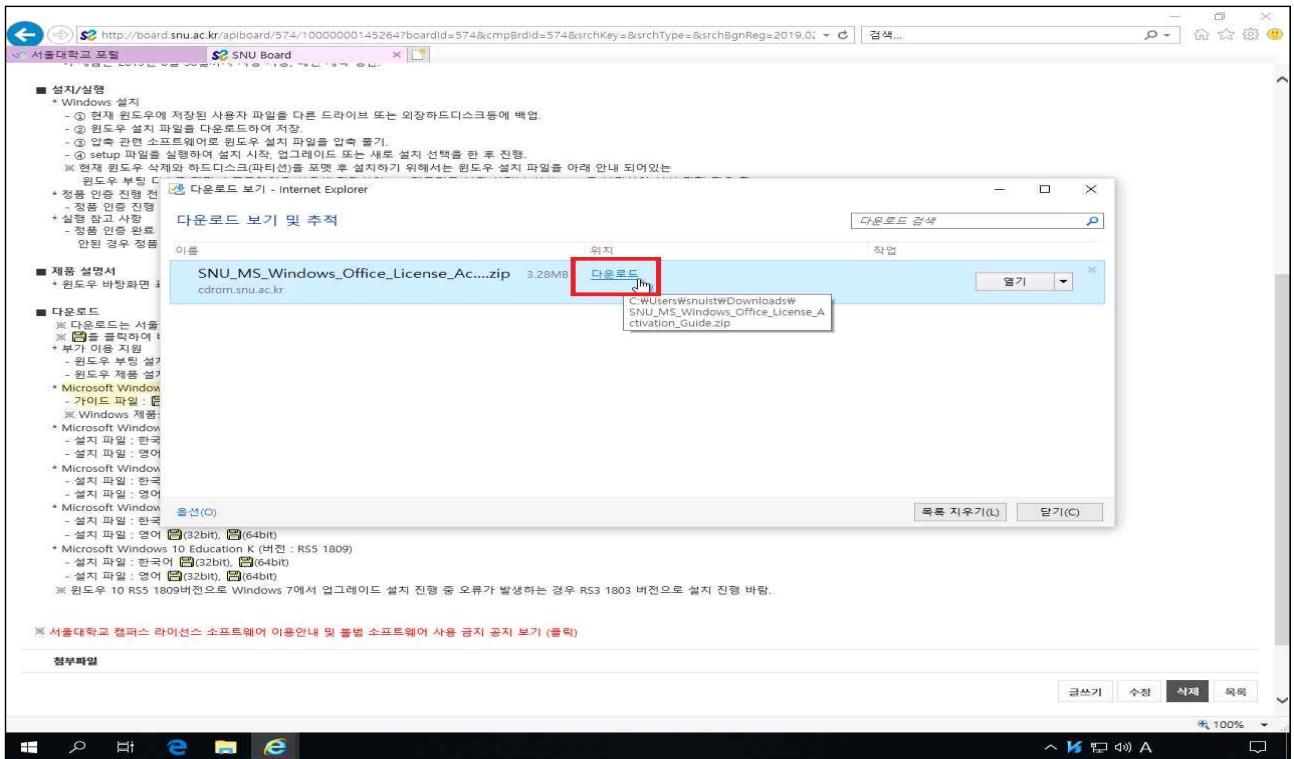 http://board.snu.ac.kr/apiboard/574/1000000014526４?boardId=574&cmpBrdid=574&srchKey=&srchType=&srchBgnReg=2019.0
검색...
서울대학교 포털
SNU Board
■ 설치/실행
* Windows 설치
- ① 현재 윈도우에 저장된 사용자 파일을 다른 드라이브 또는 외장하드디스크등에 백업.
- ② 윈도우 설치 파일을 다운로드하여 저장.
- ③ 압축 관련 소프트웨어로 윈도우 설치 파일을 압축 풀기.
- ④ setup 파일을 실행하여 설치 시작, 업그레이드 또는 새로 설치 선택을 한 후 진행.
※ 현재 윈도우 삭제와 하드디스크(파티션)를 포맷 후 설치하기 위해서는 윈도우 설치 파일을 아래 안내 되어있는
윈도우 부팅
* 정품 인증 진행 전
- 정품 인증 진행
* 실행 참고 사항
- 정품 인증 완료
안된 경우 정품
■ 제품 설명서
* 윈도우 바탕화면
■ 다운로드
※ 다운로드는 서울
※ 을 클릭하여
* 부가 이용 지원
- 윈도우 부팅 설치
- 윈도우 제품 설치
* Microsoft Window
- 가이드 파일 :
※ Windows 제품
* Microsoft Window
- 설치 파일 : 한국
- 설치 파일 : 영어
* Microsoft Window
- 설치 파일 : 한국
- 설치 파일 : 영어
* Microsoft Window
- 설치 파일 : 한국
- 설치 파일 : 영어 (32bit), (64bit)
* Microsoft Windows 10 Education K (버전 : RS5 1809)
- 설치 파일 : 한국어 (32bit), (64bit)
- 설치 파일 : 영어 (32bit), (64bit)
※ 윈도우 10 RS5 1809버전으로 Windows 7에서 업그레이드 설치 진행 중 오류가 발생하는 경우 RS3 1803 버전으로 설치 진행 바람.
※ 서울대학교 캠퍼스 라이선스 소프트웨어 이용안내 및 불법 소프트웨어 사용 금지 공지 보기 (클릭)
첨부파일
글쓰기 수정 삭제 목록
100%
다운로드 보기 - Internet Explorer
다운로드 보기 및 추적
다운로드 검색
이름 위치 작업
SNU_MS_Windows_Office_License_Ac....zip 3.28MB 다운로드 열기
cdrom.snu.ac.kr
C:₩Users₩snuist₩Downloads₩
SNU_MS_Windows_Office_License_A
ctivation_Guide.zip
옵션(O)
목록 지우기(L) 닫기(C)
A